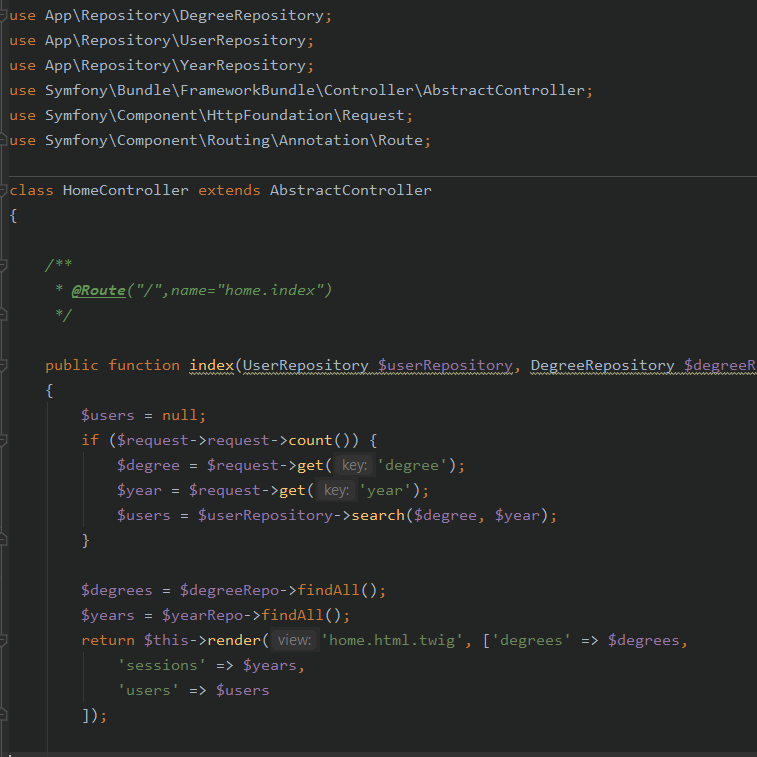 use App\Repository\DegreeRepository;
use App\Repository\UserRepository;
use App\Repository\YearRepository;
use Symfony\Bundle\FrameworkBundle\Controller\AbstractController;
use Symfony\Component\HttpFoundation\Request;
use Symfony\Component\Routing\Annotation\Route;
class HomeController extends AbstractController
{
/**
* @Route("/",name="home.index")
*/
public function index(UserRepository $userRepository, DegreeRepository $degreeR
{
$users = null;
if ($request->request->count()) {
$degree = $request->get( key: 'degree');
$year = $request->get( key: 'year');
$users = $userRepository->search($degree, $year);
}
$degrees = $degreeRepo->findAll();
$years = $yearRepo->findAll();
return $this->render( view: 'home.html.twig', ['degrees' => $degrees,
'sessions' => $years,
'users' => $users
]);